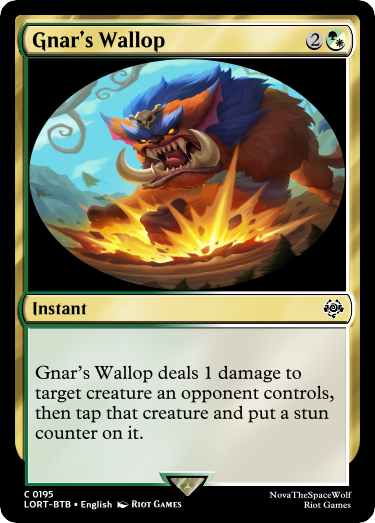 Gnar's Wallop 2
Instant
Gnar's Wallop deals 1 damage to
target creature an opponent controls,
then tap that creature and put a stun
counter on it.
C 0195
LORT-BTB • English Riot Games
NovaTheSpaceWolf
Riot Games